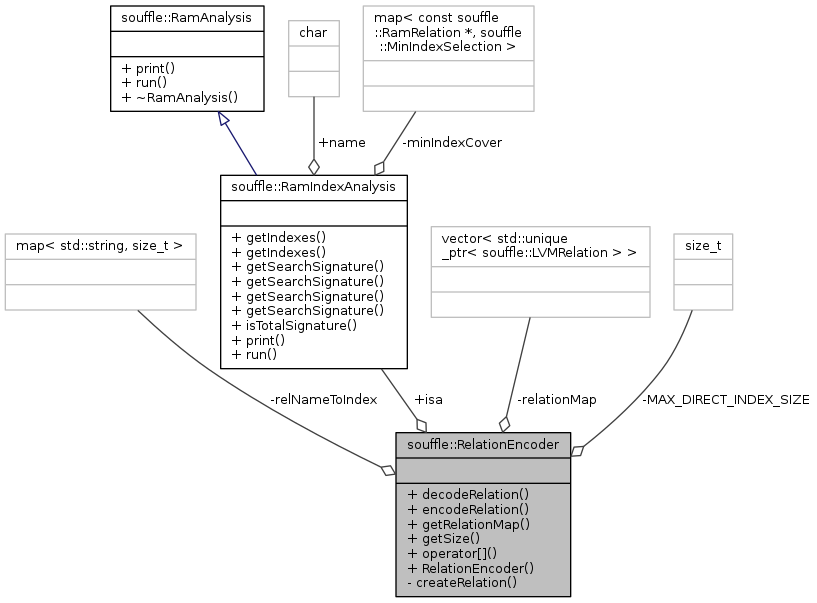 souffle::RamAnalysis
+ print()
+ run()
+ ~RamAnalysis()
char
map< const souffle
::RamRelation *, souffle
::MinIndexSelection >
+name
-minIndexCover
souffle::RamIndexAnalysis
+ getIndexes()
+ getIndexes()
+ getSearchSignature()
+ getSearchSignature()
+ getSearchSignature()
+ getSearchSignature()
+ isTotalSignature()
+ print()
+ run()
map< std::string, size_t >
vector< std::unique
_ptr< souffle::LVMRelation > >
size_t
-relNameToIndex
+isa
-relationMap
-MAX_DIRECT_INDEX_SIZE
souffle::RelationEncoder
+ decodeRelation()
+ encodeRelation()
+ getRelationMap()
+ getSize()
+ operator[]()
+ RelationEncoder()
- createRelation()